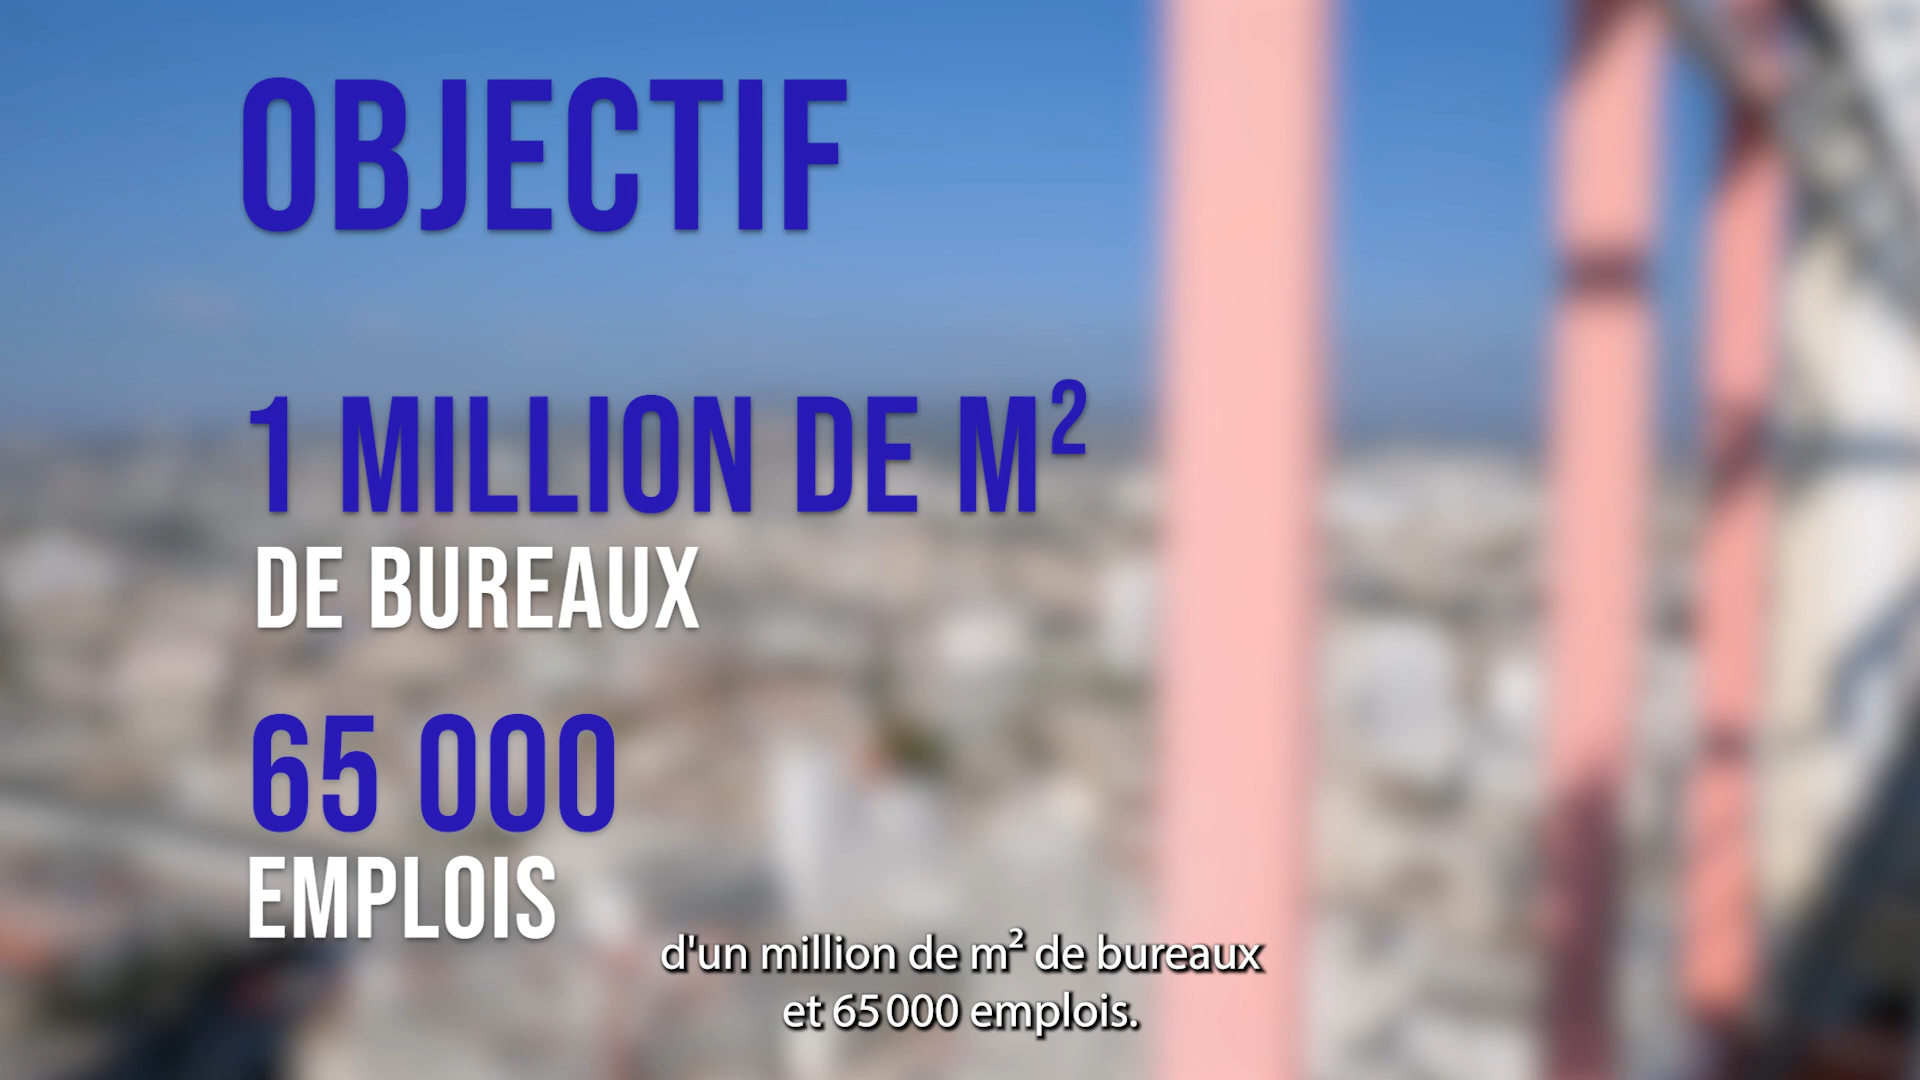 OBJECTIF
1 MILLION DE M²
DE BUREAUX
65 000
EMPLOIS
d'un million de m² de bureaux
et 65 000 emplois.